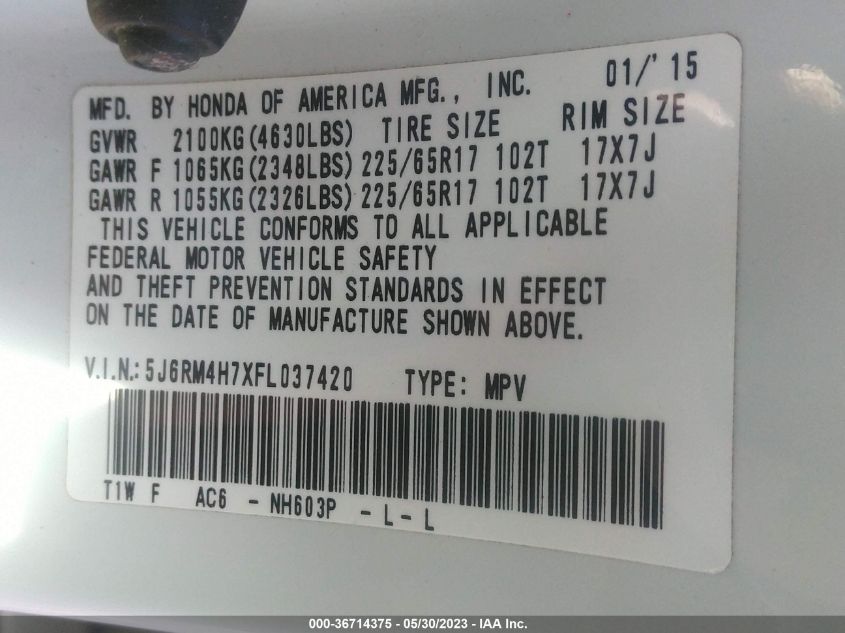 MFD. BY HONDA OF AMERICA MFG., INC. 01/'15
GVWR 2100KG(4630LBS) TIRE SIZE RIM SIZE
GAWR F 1065KG(2348LBS) 225/65R17 102T 17X7J
GAWR R 1055KG(2326LBS) 225/65R17 102T 17X7J
THIS VEHICLE CONFORMS TO ALL APPLICABLE
FEDERAL MOTOR VEHICLE SAFETY
AND THEFT PREVENTION STANDARDS IN EFFECT
ON THE DATE OF MANUFACTURE SHOWN ABOVE.
V.I.N.: 5J6RM4H7XFL037420 TYPE: MPV
T1W F AC6 - NH603P - L - L
000-36714375 - 05/30/2023 - IAA Inc.